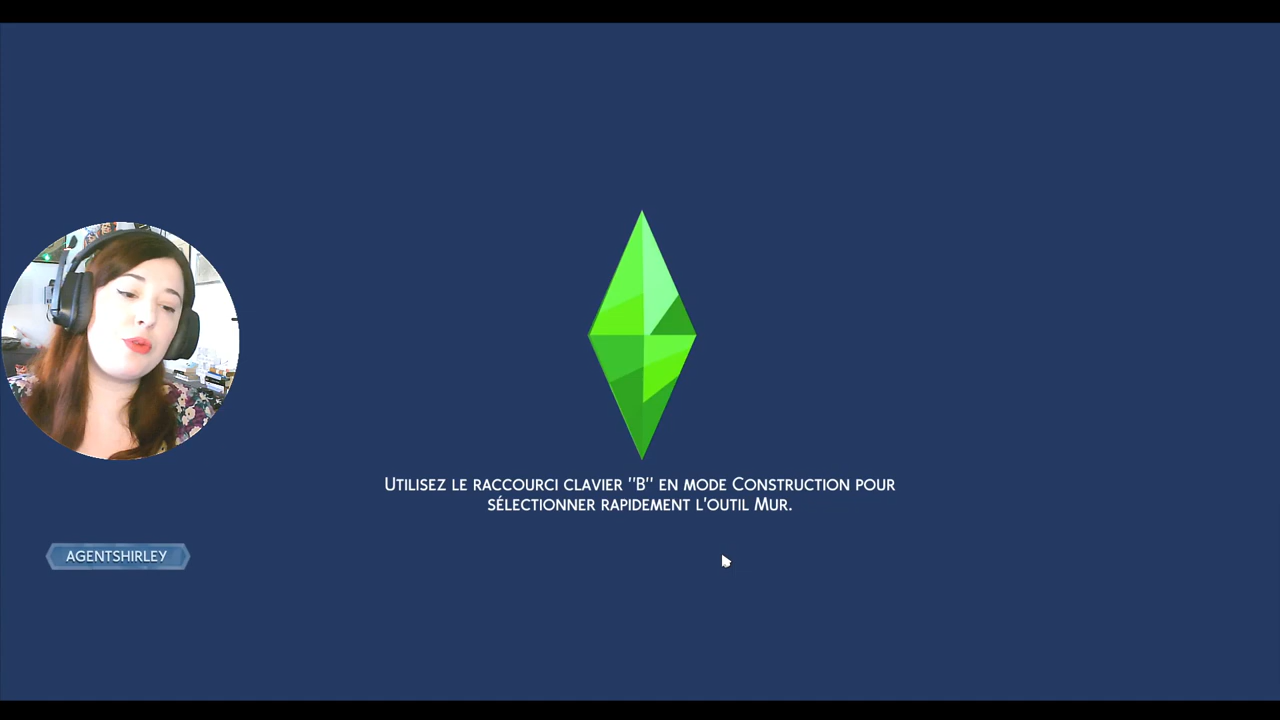 Utilisez le raccourci clavier "B" en mode Construction pour
sélectionner rapidement l'outil Mur.
AGENTSHIRLEY